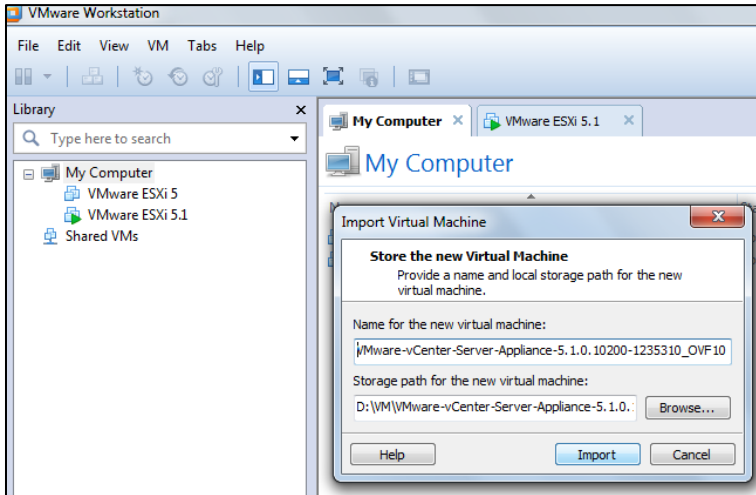 VMware Workstation
File Edit View VM Tabs Help
Library x
Type here to search
My Computer
VMware ESXi 5
VMware ESXi 5.1
Shared VMs
My Computer VMware ESXi 5.1
My Computer
Import Virtual Machine
Store the new Virtual Machine
Provide a name and local storage path for the new
virtual machine.
Name for the new virtual machine:
VMware-vCenter-Server-Appliance-5.1.0.10200-1235310_OVF10
Storage path for the new virtual machine:
D:\VM\VMware-vCenter-Server-Appliance-5.1.0. Browse...
Help Import Cancel